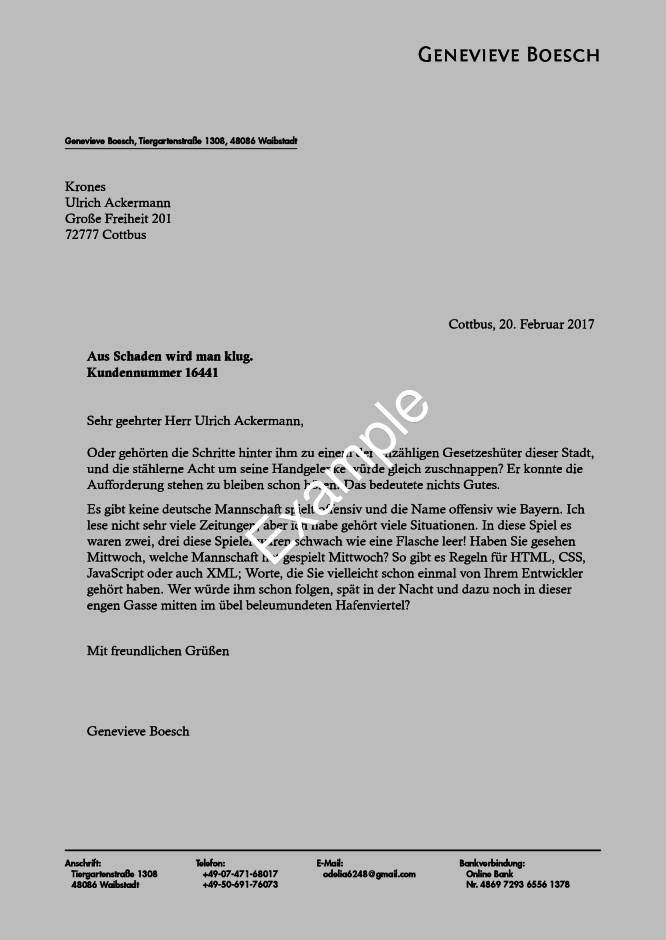 GENEVIEVE BOESCH
Genevieve Boesch, Tiergartenstraße 1308, 48086 Waibstadt
Krones
Ulrich Ackermann
Große Freiheit 201
72777 Cottbus
Cottbus, 20. Februar 2017
Aus Schaden wird man klug.
Kundennummer 16441
Sehr geehrter Herr Ulrich Ackermann,
Oder gehörten die Schritte hinter ihm zu einem der unzähligen Gesetzeshüter dieser Stadt,
und die stählerne Acht um seine Handgelenke würde gleich zuschnappen? Er konnte die
Aufforderung stehen zu bleiben schon hören. Das bedeutete nichts Gutes.
Es gibt keine deutsche Mannschaft spielt offensiv und die Name offensiv wie Bayern. Ich
lese nicht sehr viele Zeitungen, aber ich habe gehört viele Situationen. In diese Spiel es
waren zwei, drei diese Spieler waren schwach wie eine Flasche leer! Haben Sie gesehen
Mittwoch, welche Mannschaft hat gespielt Mittwoch? So gibt es Regeln für HTML, CSS,
JavaScript oder auch XML; Worte, die Sie vielleicht schon einmal von Ihrem Entwickler
gehört haben. Wer würde ihm schon folgen, spät in der Nacht und dazu noch in dieser
engen Gasse mitten im übel beleumundeten Hafenviertel?
Example
Mit freundlichen Grüßen
Genevieve Boesch
Anschrift: Telefon: E-Mail: Bankverbindung:
Tiergartenstraße 1308 +49-07-471-68017 odelia6248@gmail.com Online Bank
48086 Waibstadt +49-50-691-76073 Nr. 4869 7293 6556 1378